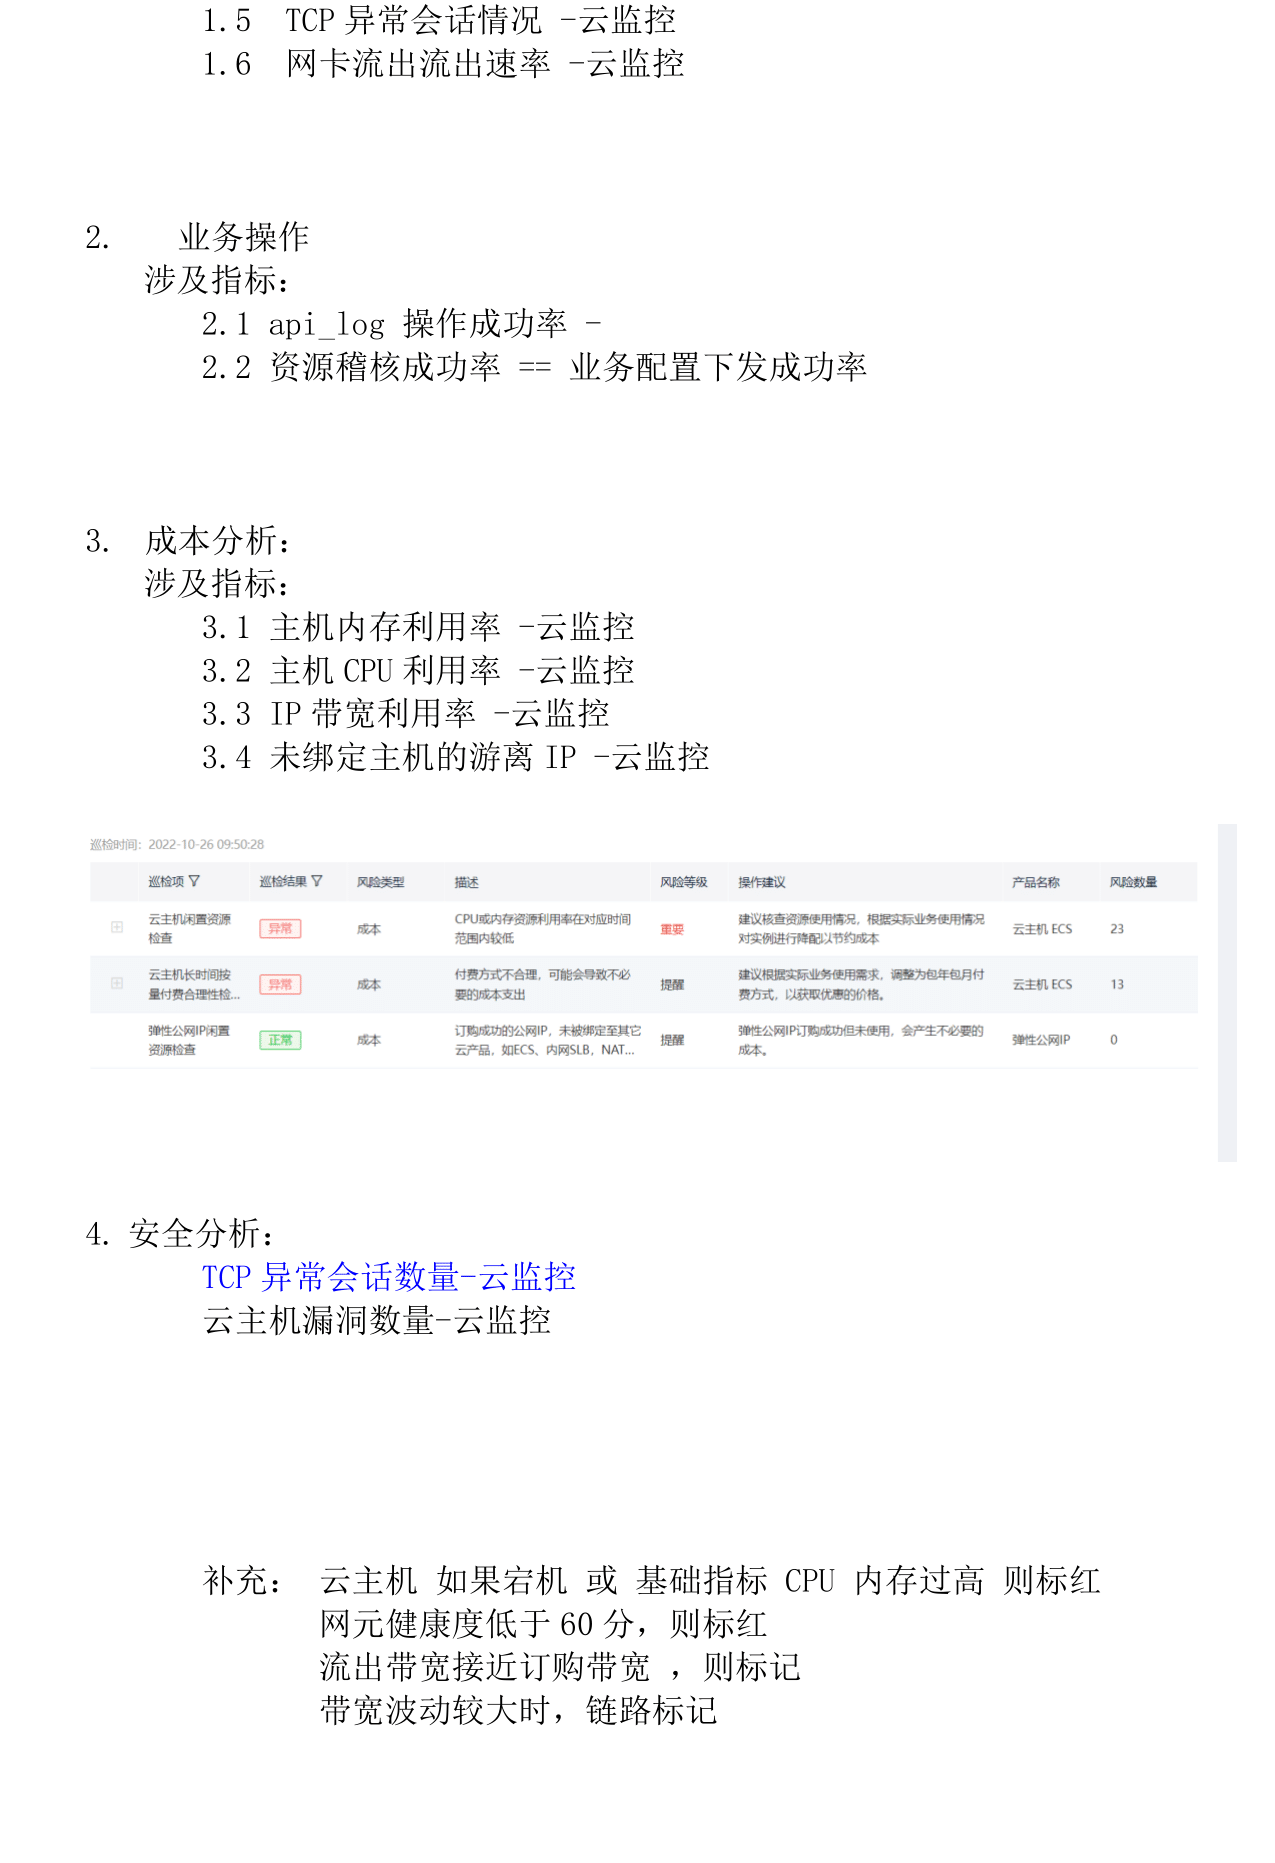 1.5 TCP 异常会话情况 -云监控
1.6 网卡流出流出速率 -云监控
2. 业务操作
涉及指标：
2.1 api_log 操作成功率 -
2.2 资源稽核成功率 == 业务配置下发成功率
3. 成本分析：
涉及指标：
3.1 主机内存利用率 -云监控
3.2 主机 CPU 利用率 -云监控
3.3 IP 带宽利用率 -云监控
3.4 未绑定主机的游离 IP -云监控
巡检时间：2022-10-26 09:50:28
巡检项 巡检结果 风险类型 描述 风险等级 操作建议 产品名称 风险数量
云主机闲置资源 CPU或内存资源利用率在对应时间 建议核查资源使用情况，根据实际业务使用情况
异常 成本 重要 云主机 ECS 23
检查 范围内较低 对实例进行降配以节约成本
云主机长时间按 付费方式不合理，可能会导致不必 建议根据实际业务使用需求，调整为包年包月付
异常 成本 提醒 云主机 ECS 13
量付费合理性检... 要的成本支出 费方式，以获取优惠的价格。
弹性公网IP闲置 订购成功的公网IP，未被绑定至其它 弹性公网IP订购成功但未使用，会产生不必要的
正常 成本 提醒 弹性公网IP 0
资源检查 云产品，如ECS、内网SLB，NAT... 成本。
4. 安全分析：
TCP 异常会话数量-云监控
云主机漏洞数量-云监控
补充： 云主机 如果宕机 或 基础指标 CPU 内存过高 则标红
网元健康度低于 60 分，则标红
流出带宽接近订购带宽 ，则标记
带宽波动较大时，链路标记